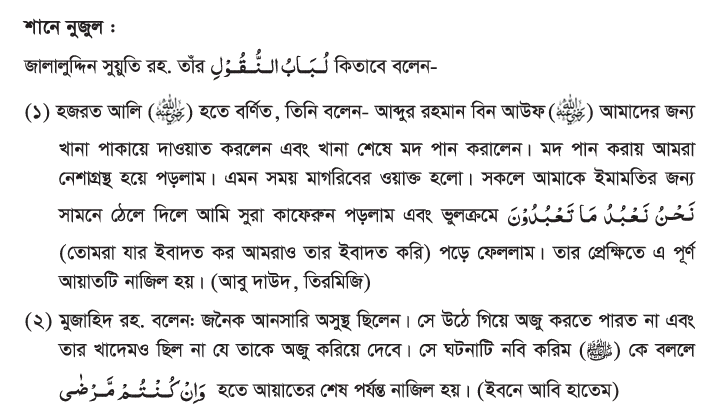 শানে নুজুল :
জালালুদ্দিন সুয়ুতি রহ. তাঁর لُبَابُ النُّقُوْلِ কিতাবে বলেন-
(১) হজরত আলি (رضي الله عنه) হতে বর্ণিত, তিনি বলেন- আব্দুর রহমান বিন আউফ (رضي الله عنه) আমাদের জন্য
খানা পাকায়ে দাওয়াত করলেন এবং খানা শেষে মদ পান করালেন। মদ পান করায় আমরা
নেশাগ্রস্থ হয়ে পড়লাম। এমন সময় মাগরিবের ওয়াক্ত হলো। সকলে আমাকে ইমামতির জন্য
সামনে ঠেলে দিলে আমি সুরা কাফেরুন পড়লাম এবং ভুলক্রমে نَحْنُ نَعْبُدُ مَا تَعْبُدُوْنَ
(তোমরা যার ইবাদত কর আমরাও তার ইবাদত করি) পড়ে ফেললাম। তার প্রেক্ষিতে এ পূর্ণ
আয়াতটি নাজিল হয়। (আবু দাউদ, তিরমিজি)
(২) মুজাহিদ রহ. বলেন: জনৈক আনসারি অসুস্থ ছিলেন। সে উঠে গিয়ে অজু করতে পারত না এবং
তার খাদেমও ছিল না যে তাকে অজু করিয়ে দেবে। সে ঘটনাটি নবি করিম (ﷺ) কে বললে
وَاِنْ كُنْتُمْ مَّرْضٰى হতে আয়াতের শেষ পর্যন্ত নাজিল হয়। (ইবনে আবি হাতেম)